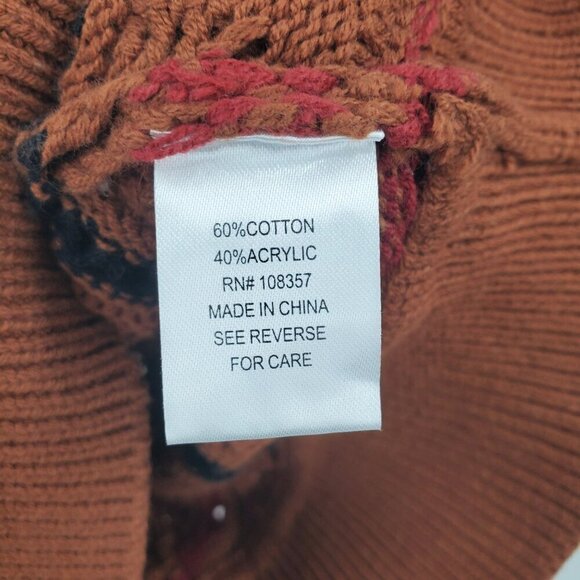 60%COTTON
40%ACRYLIC
RN# 108357
MADE IN CHINA
SEE REVERSE
FOR CARE